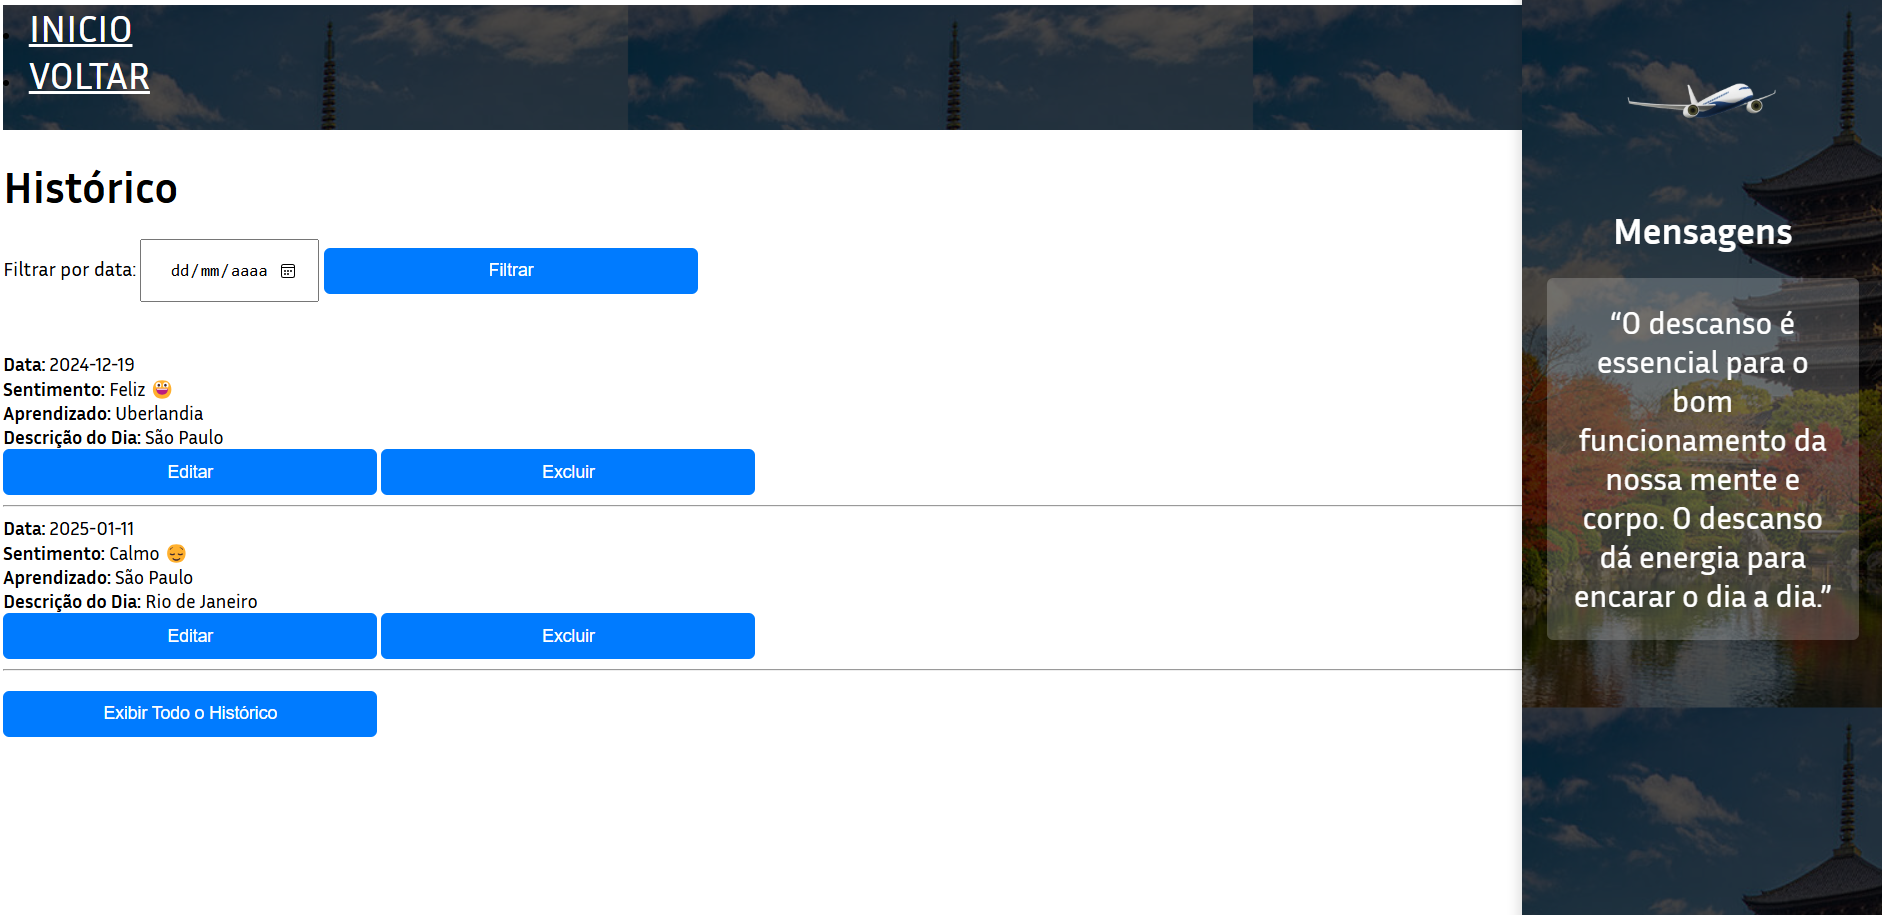 INICIO
VOLTAR
Histórico
Filtrar por data: dd/mm/aaaa Filtrar
Data: 2024-12-19
Sentimento: Feliz 😀
Aprendizado: Uberlandia
Descrição do Dia: São Paulo
Editar Excluir
Data: 2025-01-11
Sentimento: Calmo 😌
Aprendizado: São Paulo
Descrição do Dia: Rio de Janeiro
Editar Excluir
Exibir Todo o Histórico
Mensagens
“O descanso é
essencial para o
bom
funcionamento da
nossa mente e
corpo. O descanso
dá energia para
encarar o dia a dia.”